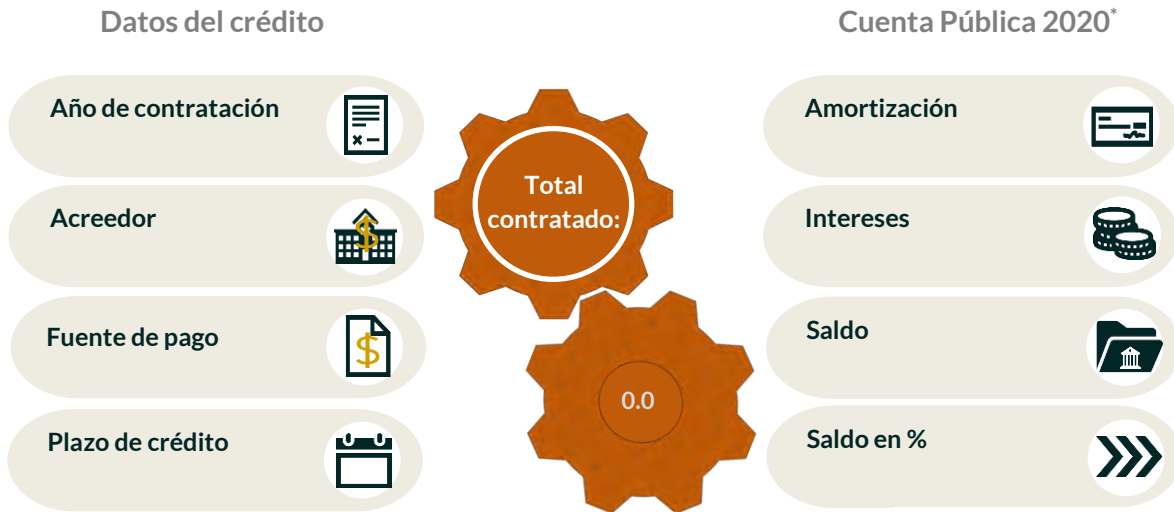 Datos del crédito
Cuenta Pública 2020*
Año de contratación
Acreedor
Fuente de pago
Plazo de crédito
Total
contratado:
0.0
Amortización
Intereses
Saldo
Saldo en %